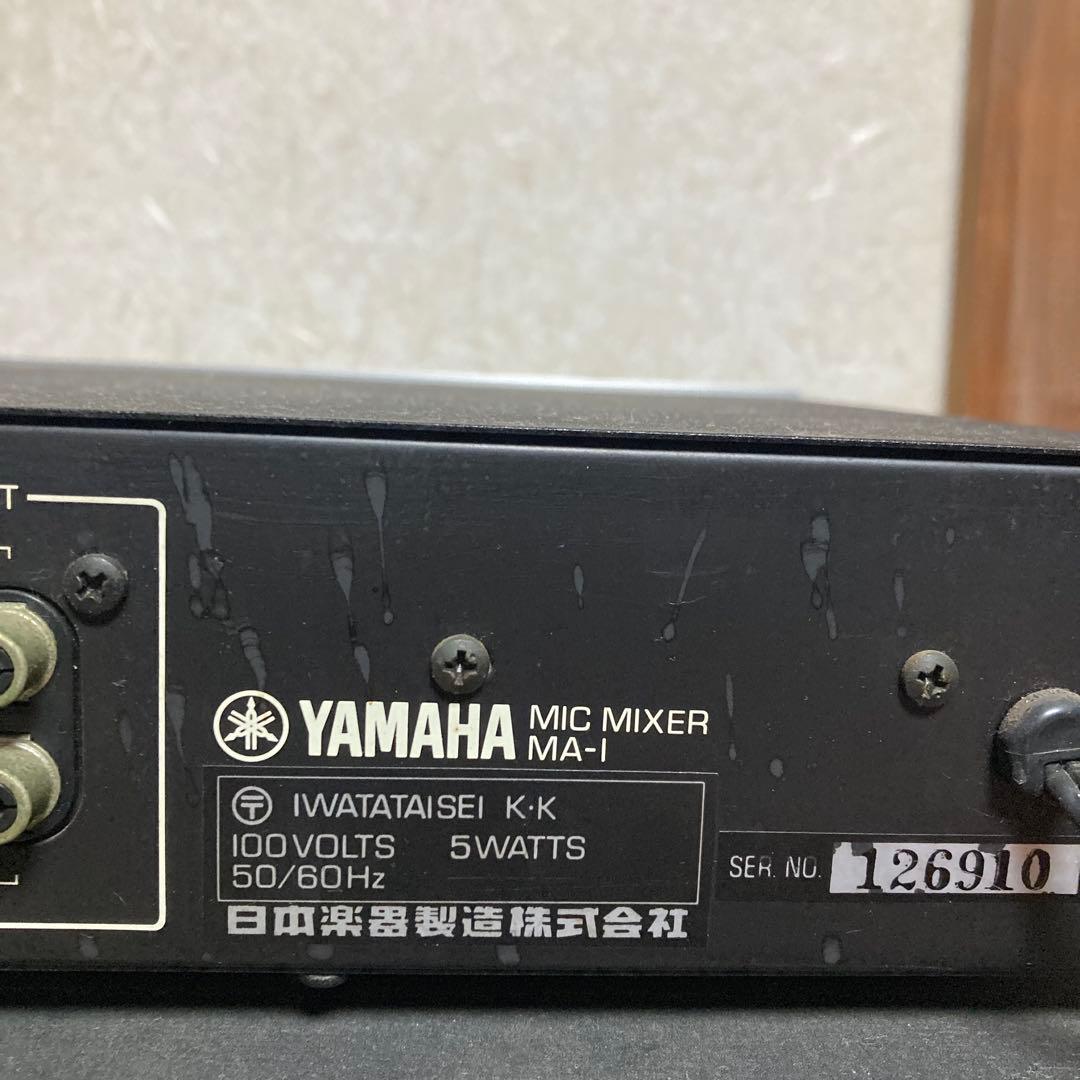 T
YAMAHA MIC MIXER
MA-1
〶 IWATATAISEI K·K
100VOLTS 5WATTS
50/60Hz
日本楽器製造株式会社
SER. NO. 126910